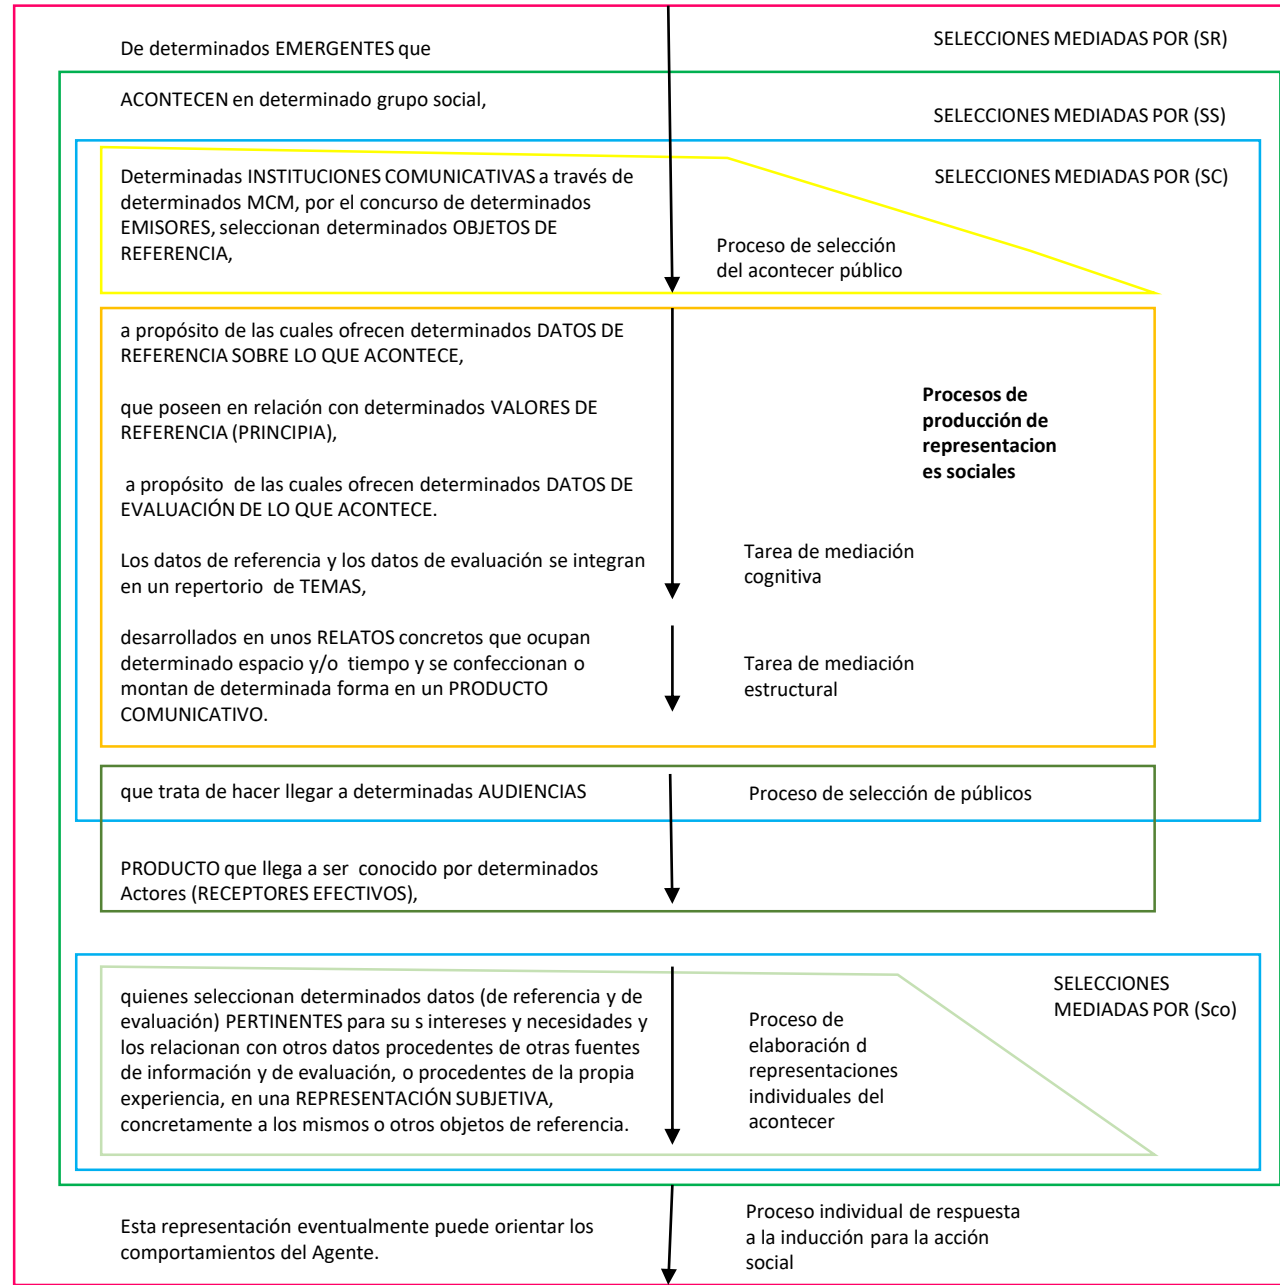 De determinados EMERGENTES que
SELECCIONES MEDIADAS POR (SR)
ACONTECEN en determinado grupo social,
SELECCIONES MEDIADAS POR (SS)
Determinadas INSTITUCIONES COMUNICATIVAS a través de
determinados MCM, por el concurso de determinados
EMISORES, seleccionan determinados OBJETOS DE
REFERENCIA,
SELECCIONES MEDIADAS POR (SC)
Proceso de selección
del acontecer público
a propósito de las cuales ofrecen determinados DATOS DE
REFERENCIA SOBRE LO QUE ACONTECE,
que poseen en relación con determinados VALORES DE
REFERENCIA (PRINCIPIA),
a propósito  de las cuales ofrecen determinados DATOS DE
EVALUACIÓN DE LO QUE ACONTECE.
Los datos de referencia y los datos de evaluación se integran
en un repertorio  de TEMAS,
desarrollados en unos RELATOS concretos que ocupan
determinado espacio y/o  tiempo y se confeccionan o
montan de determinada forma en un PRODUCTO
COMUNICATIVO.
Procesos de
producción de
representacion
es sociales
Tarea de mediación
cognitiva
Tarea de mediación
estructural
que trata de hacer llegar a determinadas AUDIENCIAS
Proceso de selección de públicos
PRODUCTO que llega a ser  conocido por determinados
Actores (RECEPTORES EFECTIVOS),
quienes seleccionan determinados datos (de referencia y de
evaluación) PERTINENTES para su s intereses y necesidades y
los relacionan con otros datos procedentes de otras fuentes
de información y de evaluación, o procedentes de la propia
experiencia, en una REPRESENTACIÓN SUBJETIVA,
concretamente a los mismos o otros objetos de referencia.
Proceso de
elaboración d
representaciones
individuales del
acontecer
SELECCIONES
MEDIADAS POR (Sco)
Esta representación eventualmente puede orientar los
comportamientos del Agente.
Proceso individual de respuesta
a la inducción para la acción
social